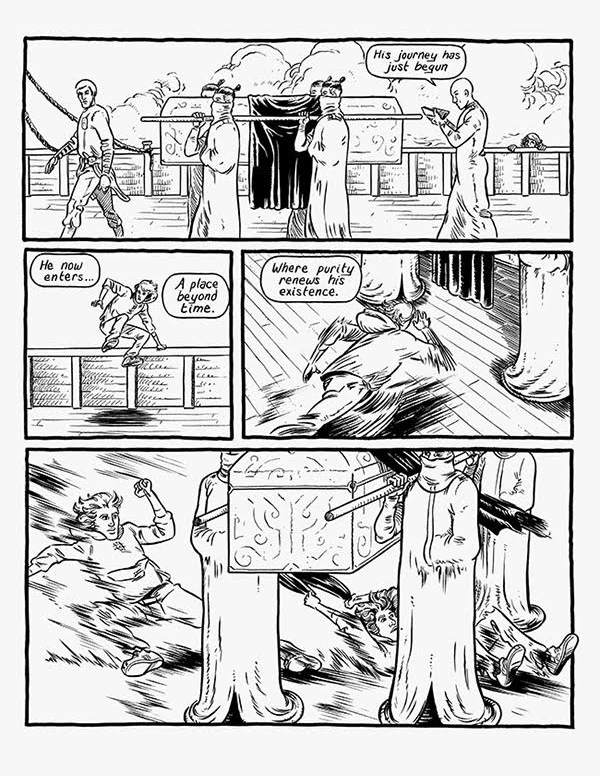 His journey has
just begun
He now
enters...
A place
beyond
time.
Where purity
renews his
existence.